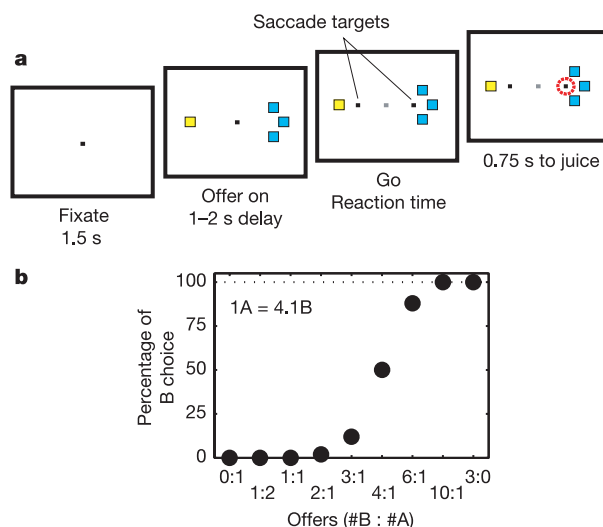 Saccade targets
a
Fixate
1.5 s
Offer on
1–2 s delay
Go
Reaction time
0.75 s to juice
b
Percentage of
B choice
100
75
50
25
0
1A = 4.1B
0:1 1:1 3:1 6:1 3:0
1:2 2:1 4:1 10:1
Offers (#B : #A)